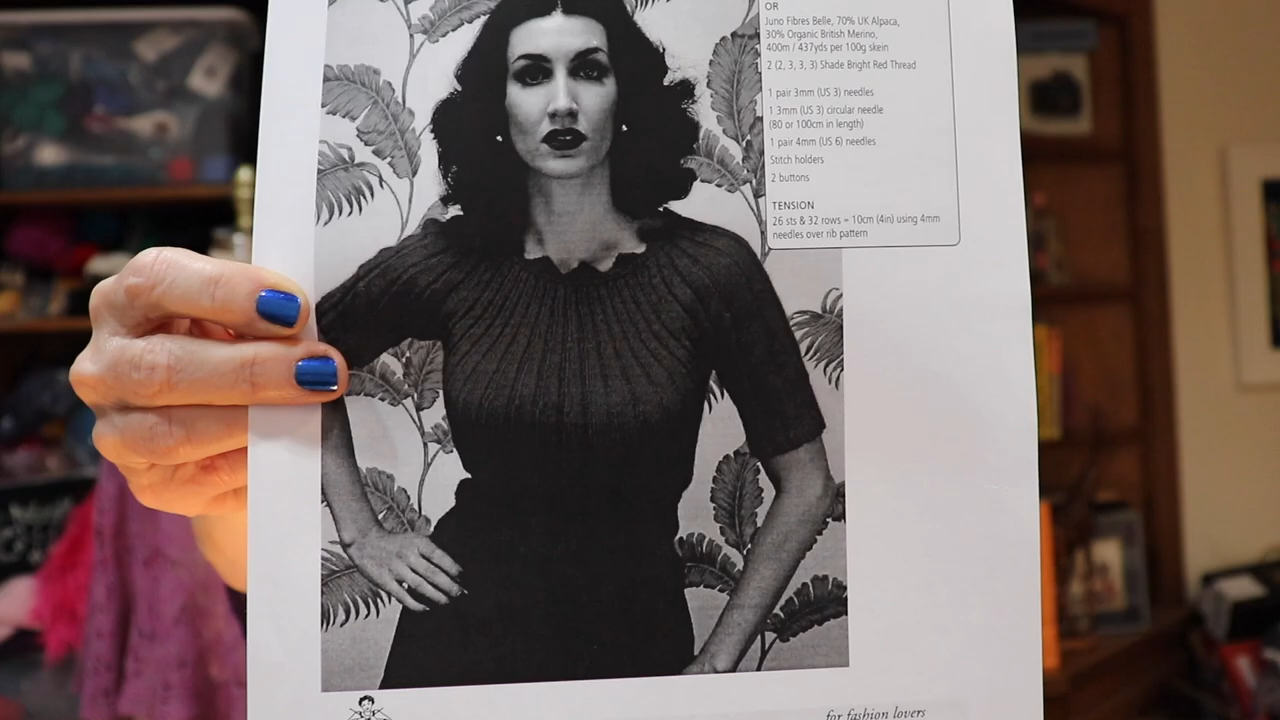 OR
Juno Fibres Belle, 70% UK Alpaca,
30% Organic British Merino,
400m / 437yds per 100g skein
2 (2, 3, 3, 3) Shade Bright Red Thread
1 pair 3mm (US 3) needles
1 3mm (US 3) circular needle
(80 or 100cm in length)
1 pair 4mm (US 6) needles
Stitch holders
2 buttons
TENSION
26 sts & 32 rows = 10cm (4in) using 4mm
needles over rib pattern
for fashion lovers